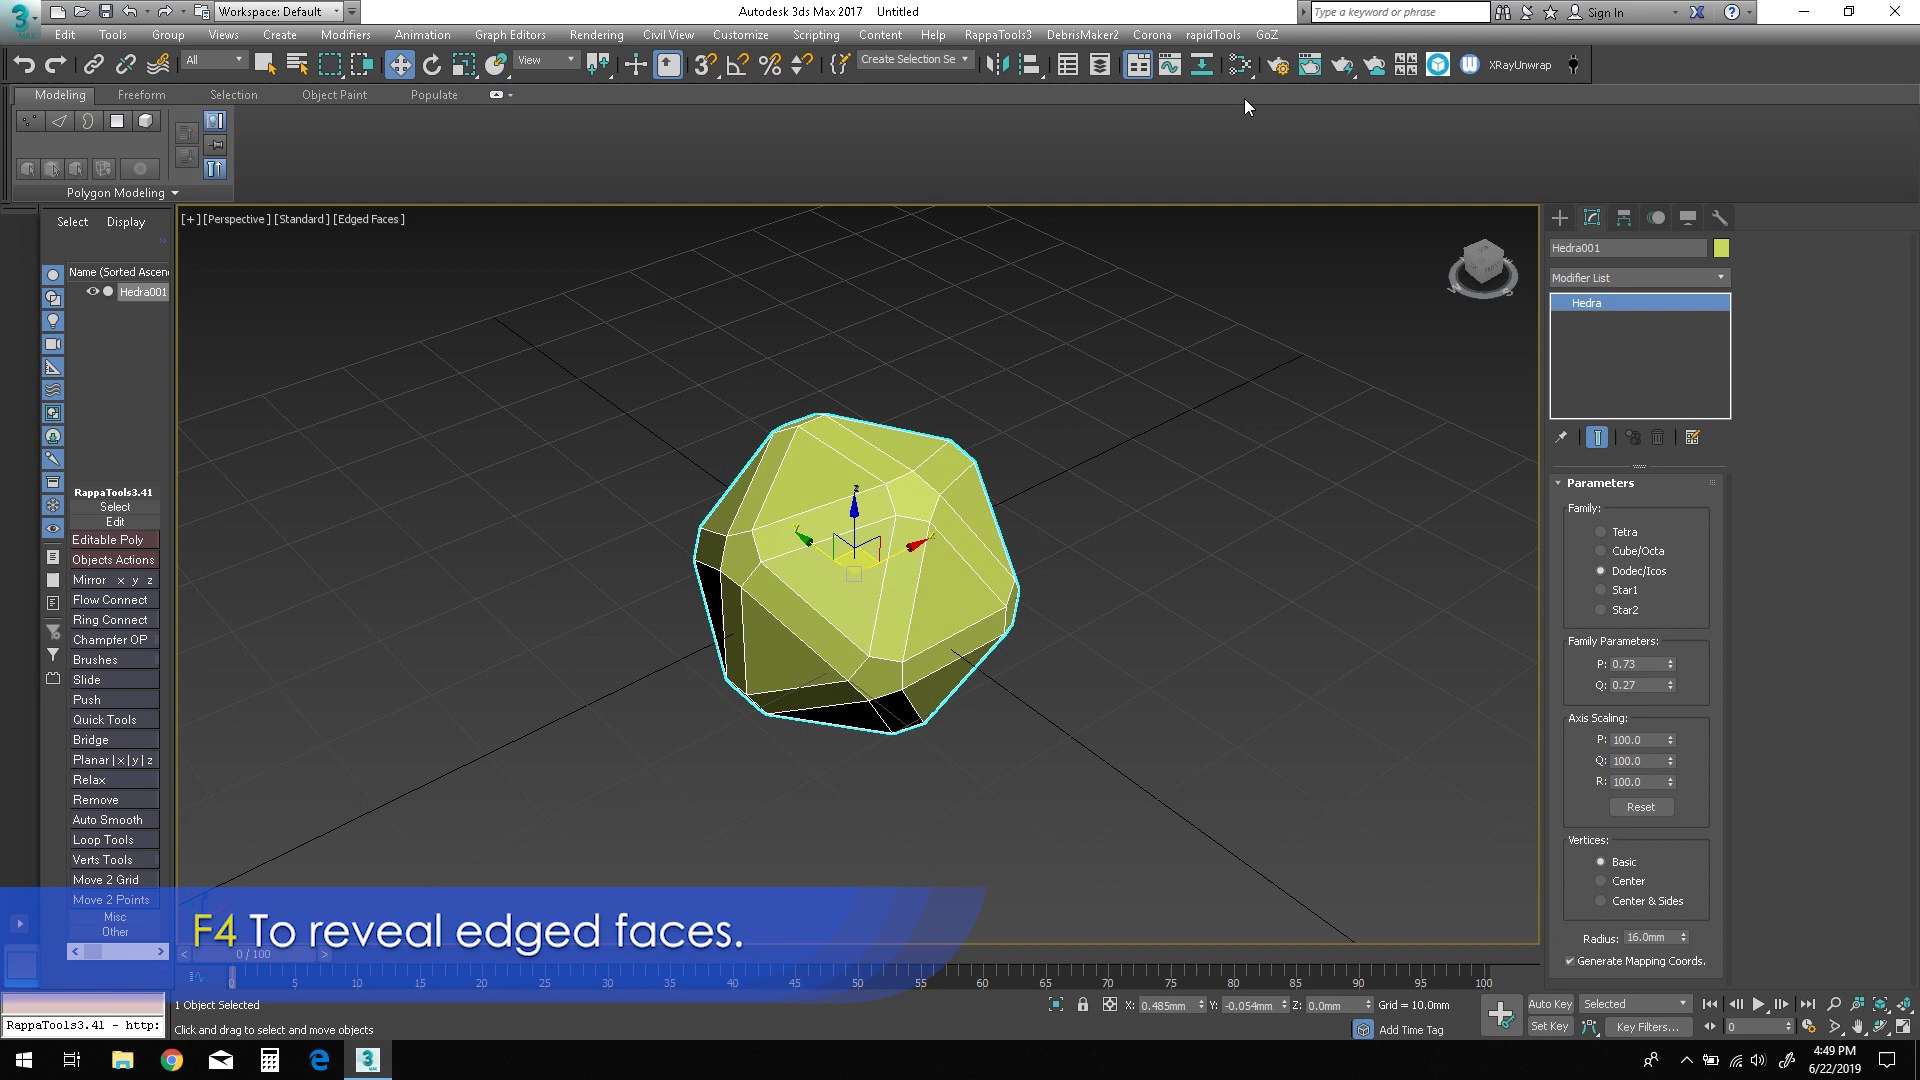 Workspace: Default
Autodesk 3ds Max 2017 Untitled
Type a keyword or phrase
Sign In
3
MAX
Edit Tools Group Views Create Modifiers Animation Graph Editors Rendering Civil View Customize Scripting Content Help RappaTools3 DebrisMaker2 Corona rapidTools GoZ
All
View
Create Selection Se
XRayUnwrap
Modeling Freeform Selection Object Paint Populate
Polygon Modeling
Select Display
[+] [Perspective ] [Standard ] [Edged Faces ]
Name (Sorted Ascen
Hedra001
RappaTools3.41
Select
Edit
Editable Poly
Objects Actions
Mirror x y z
Flow Connect
Ring Connect
Champfer OP
Brushes
Slide
Push
Quick Tools
Bridge
Planar | x | y | z
Relax
Remove
Auto Smooth
Loop Tools
Verts Tools
Move 2 Grid
Move 2 Points
Misc
Other
Hedra001
Modifier List
Hedra
Parameters
Family:
Tetra
Cube/Octa
Dodec/Icos
Star1
Star2
Family Parameters:
P: 0.73
Q: 0.27
Axis Scaling:
P: 100.0
Q: 100.0
R: 100.0
Reset
Vertices:
Basic
Center
Center & Sides
Radius: 16.0mm
Generate Mapping Coords.
F4 To reveal edged faces.
0 / 100
0 5 10 15 20 25 30 35 40 45 50 55 60 65 70 75 80 85 90 95 100
1 Object Selected
X: 0.485mm Y: -0.054mm Z: 0.0mm Grid = 10.0mm
Auto Key Selected
RappaTools3.41 - http:
Click and drag to select and move objects
Add Time Tag
Set Key Key Filters...
0
4:49 PM
6/22/2019